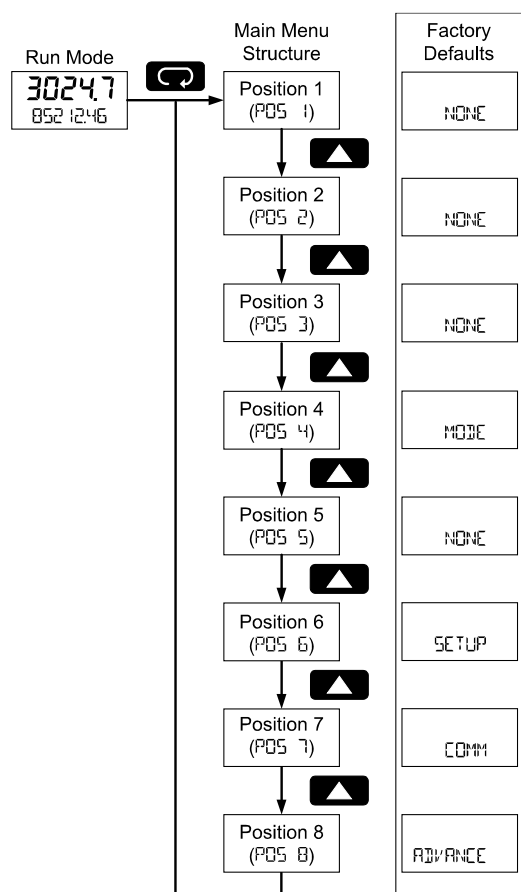 Main Menu
Structure
Factory
Defaults
Run Mode
3024.7
85212.46
Position 1
(POS 1)
NONE
Position 2
(POS 2)
NONE
Position 3
(POS 3)
NONE
Position 4
(POS 4)
MODE
Position 5
(POS 5)
NONE
Position 6
(POS 6)
SETUP
Position 7
(POS 7)
COMM
Position 8
(POS 8)
ADVANCE